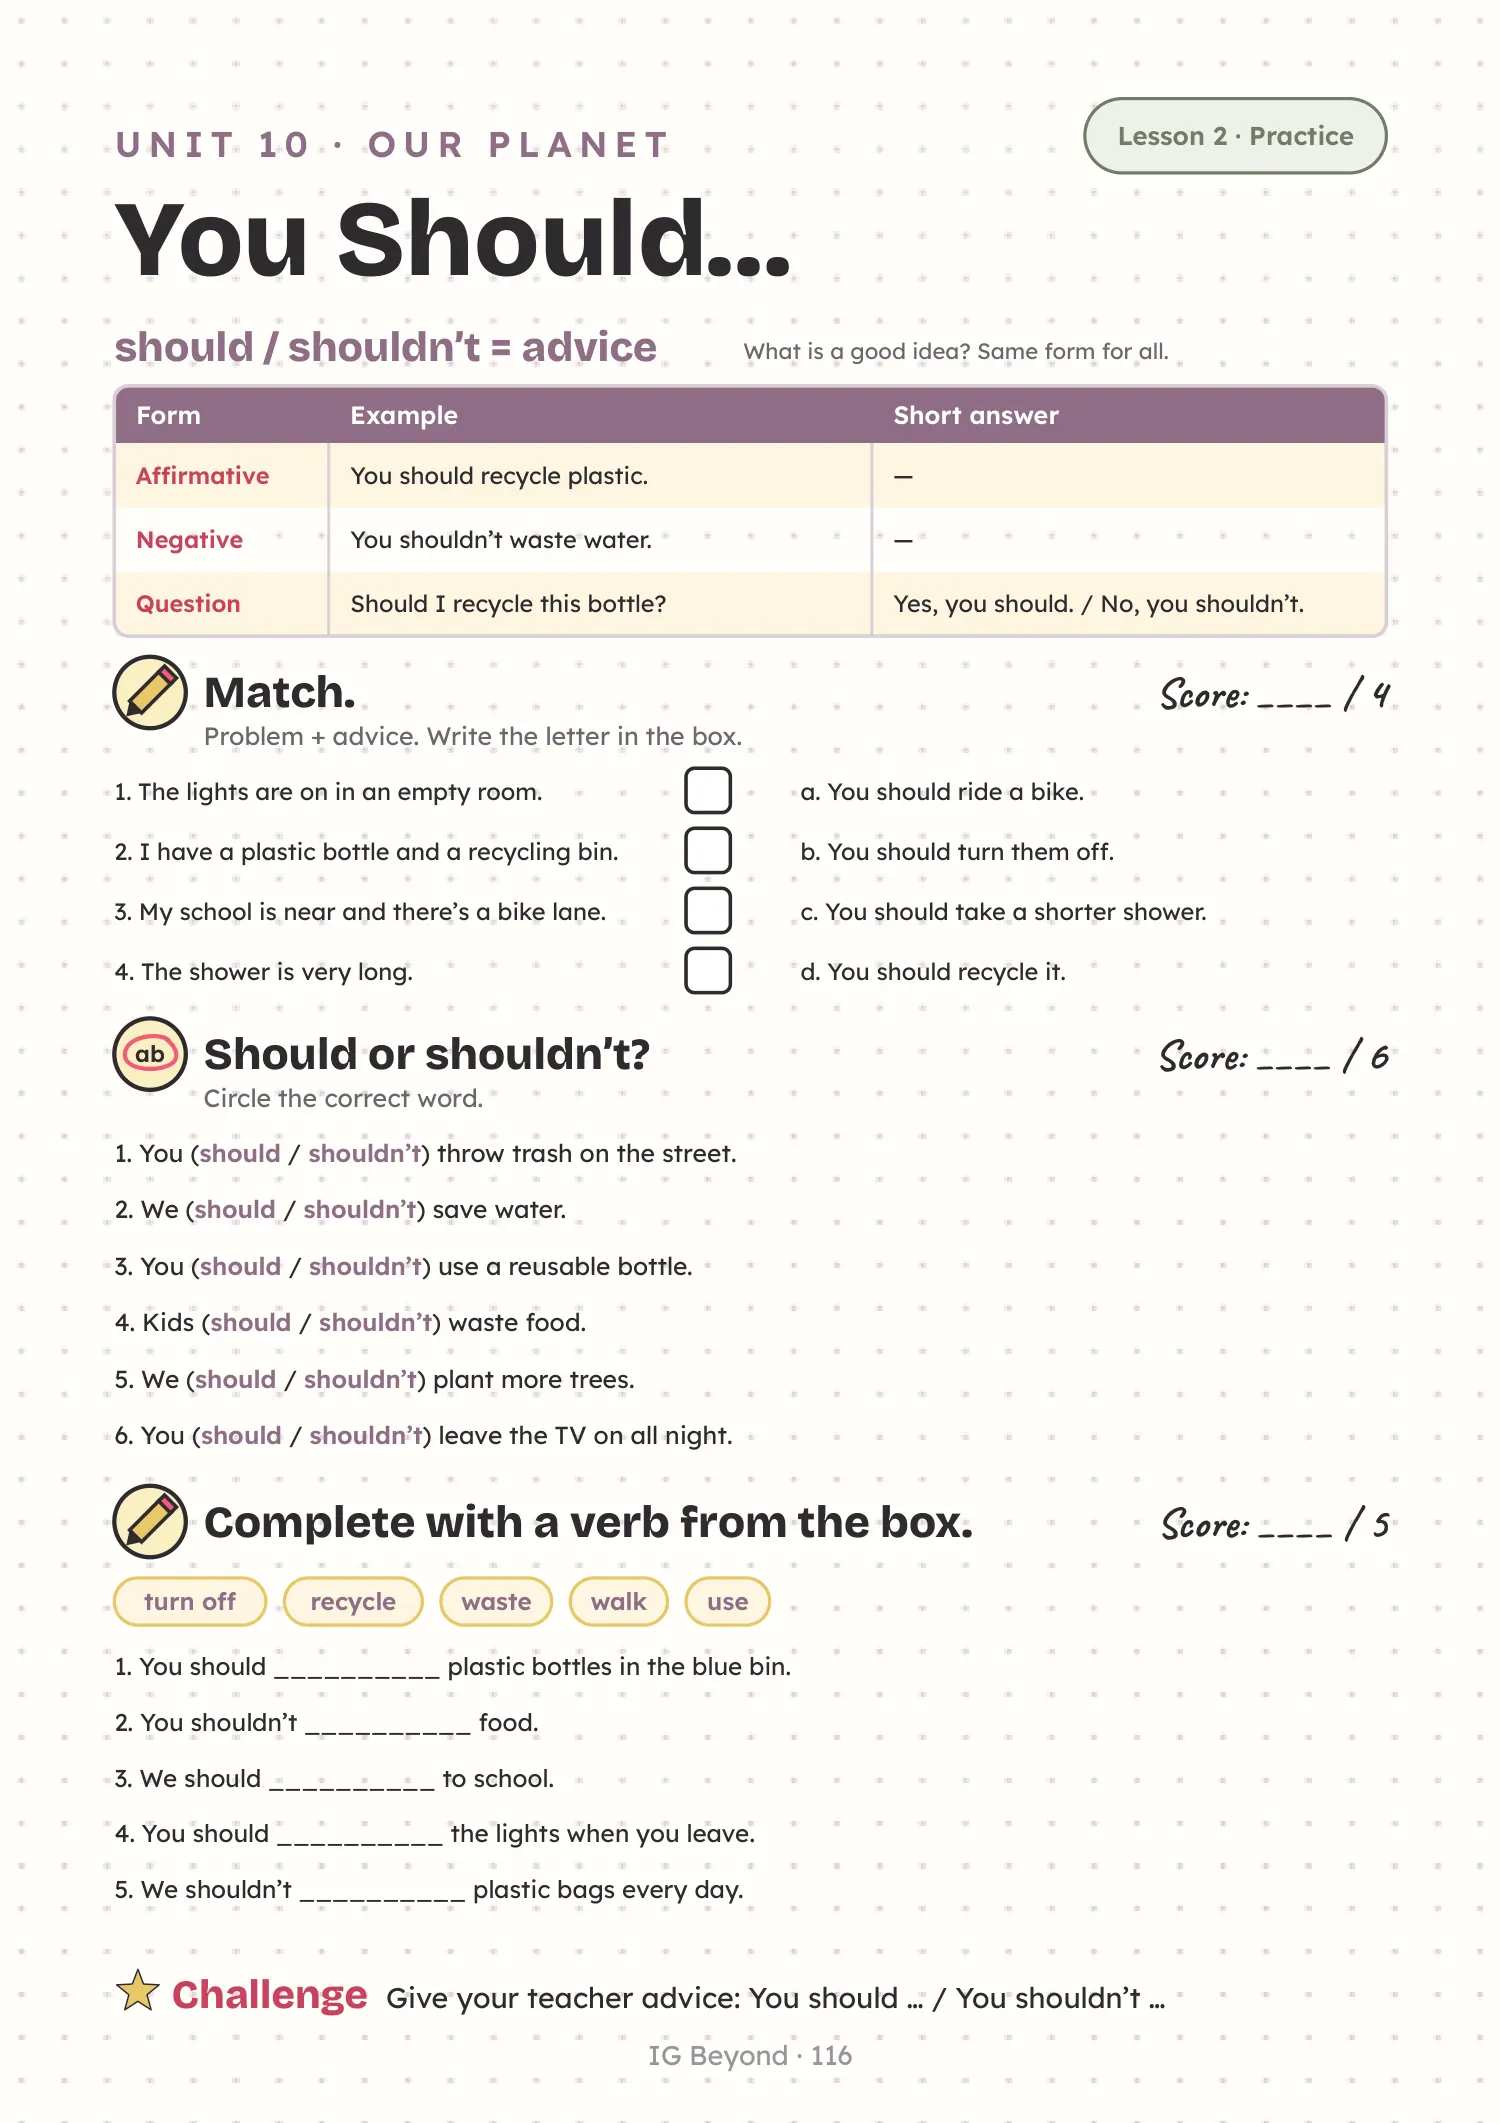 UNIT 10 · OUR PLANET
Lesson 2 · Practice
You Should...
should / shouldn’t = advice
What is a good idea? Same form for all.
Form Example Short answer
Affirmative You should recycle plastic. —
Negative You shouldn’t waste water. —
Question Should I recycle this bottle? Yes, you should. / No, you shouldn’t.
Match.
Score: ____ / 4
Problem + advice. Write the letter in the box.
1. The lights are on in an empty room. a. You should ride a bike.
2. I have a plastic bottle and a recycling bin. b. You should turn them off.
3. My school is near and there’s a bike lane. c. You should take a shorter shower.
4. The shower is very long. d. You should recycle it.
ab
Should or shouldn’t?
Score: ____ / 6
Circle the correct word.
1. You (should / shouldn’t) throw trash on the street.
2. We (should / shouldn’t) save water.
3. You (should / shouldn’t) use a reusable bottle.
4. Kids (should / shouldn’t) waste food.
5. We (should / shouldn’t) plant more trees.
6. You (should / shouldn’t) leave the TV on all night.
Complete with a verb from the box.
Score: ____ / 5
turn off recycle waste walk use
1. You should __________ plastic bottles in the blue bin.
2. You shouldn’t __________ food.
3. We should __________ to school.
4. You should __________ the lights when you leave.
5. We shouldn’t __________ plastic bags every day.
Challenge Give your teacher advice: You should ... / You shouldn’t ...
IG Beyond · 116